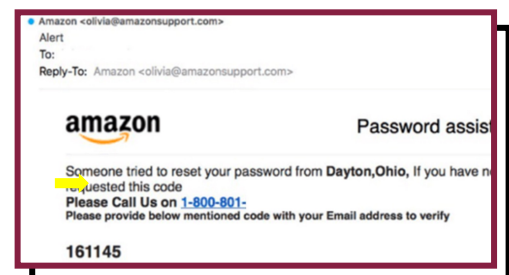 Amazon <olivia@amazonsupport.com>
Alert
To:
Reply-To: Amazon <olivia@amazonsupport.com>
amazon
Password assist
Someone tried to reset your password from Dayton,Ohio, If you have
requested this code
Please Call Us on 1-800-801-
Please provide below mentioned code with your Email address to verify
161145